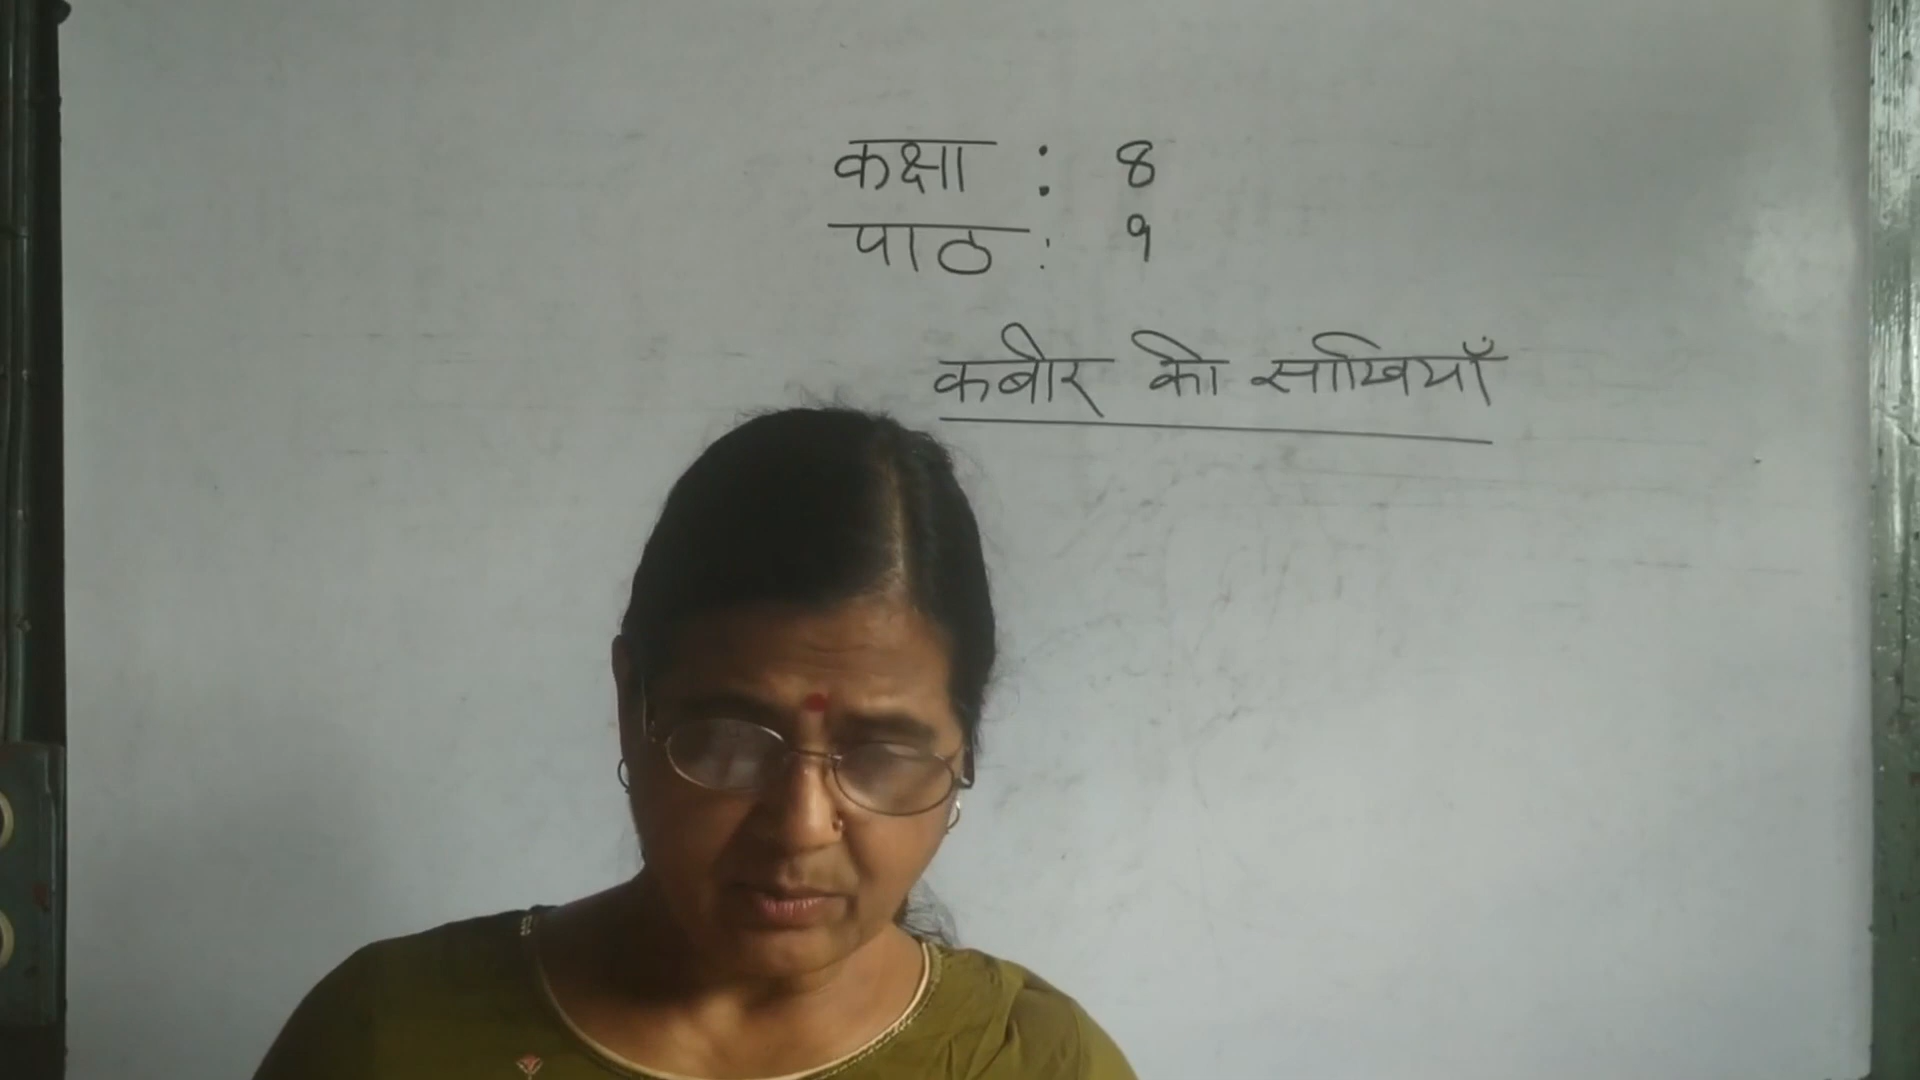 कक्षा : 8
पाठ : 9
कबीर की साखियाँ